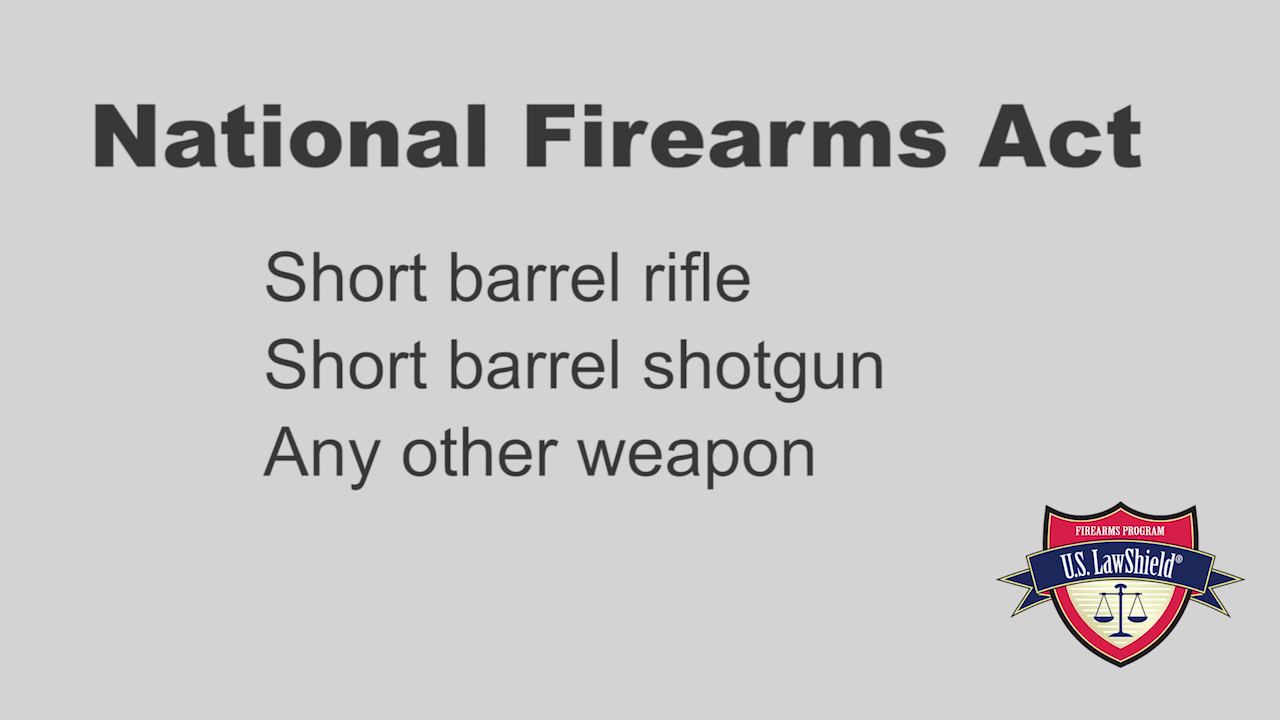 National Firearms Act
Short barrel rifle
Short barrel shotgun
Any other weapon
FIREARMS PROGRAM
U.S. LawShield®